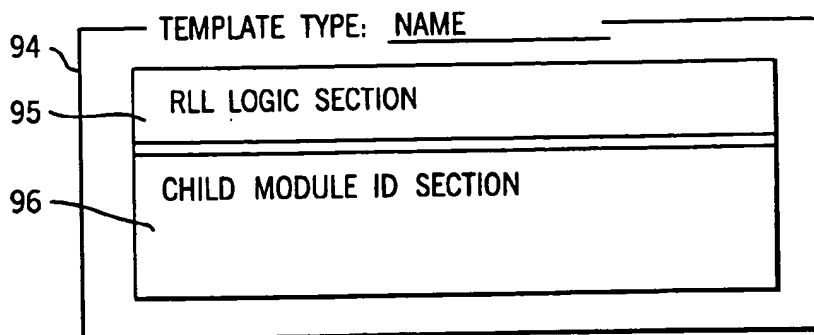 TEMPLATE TYPE: NAME
94
95
RLL LOGIC SECTION
96
CHILD MODULE ID SECTION